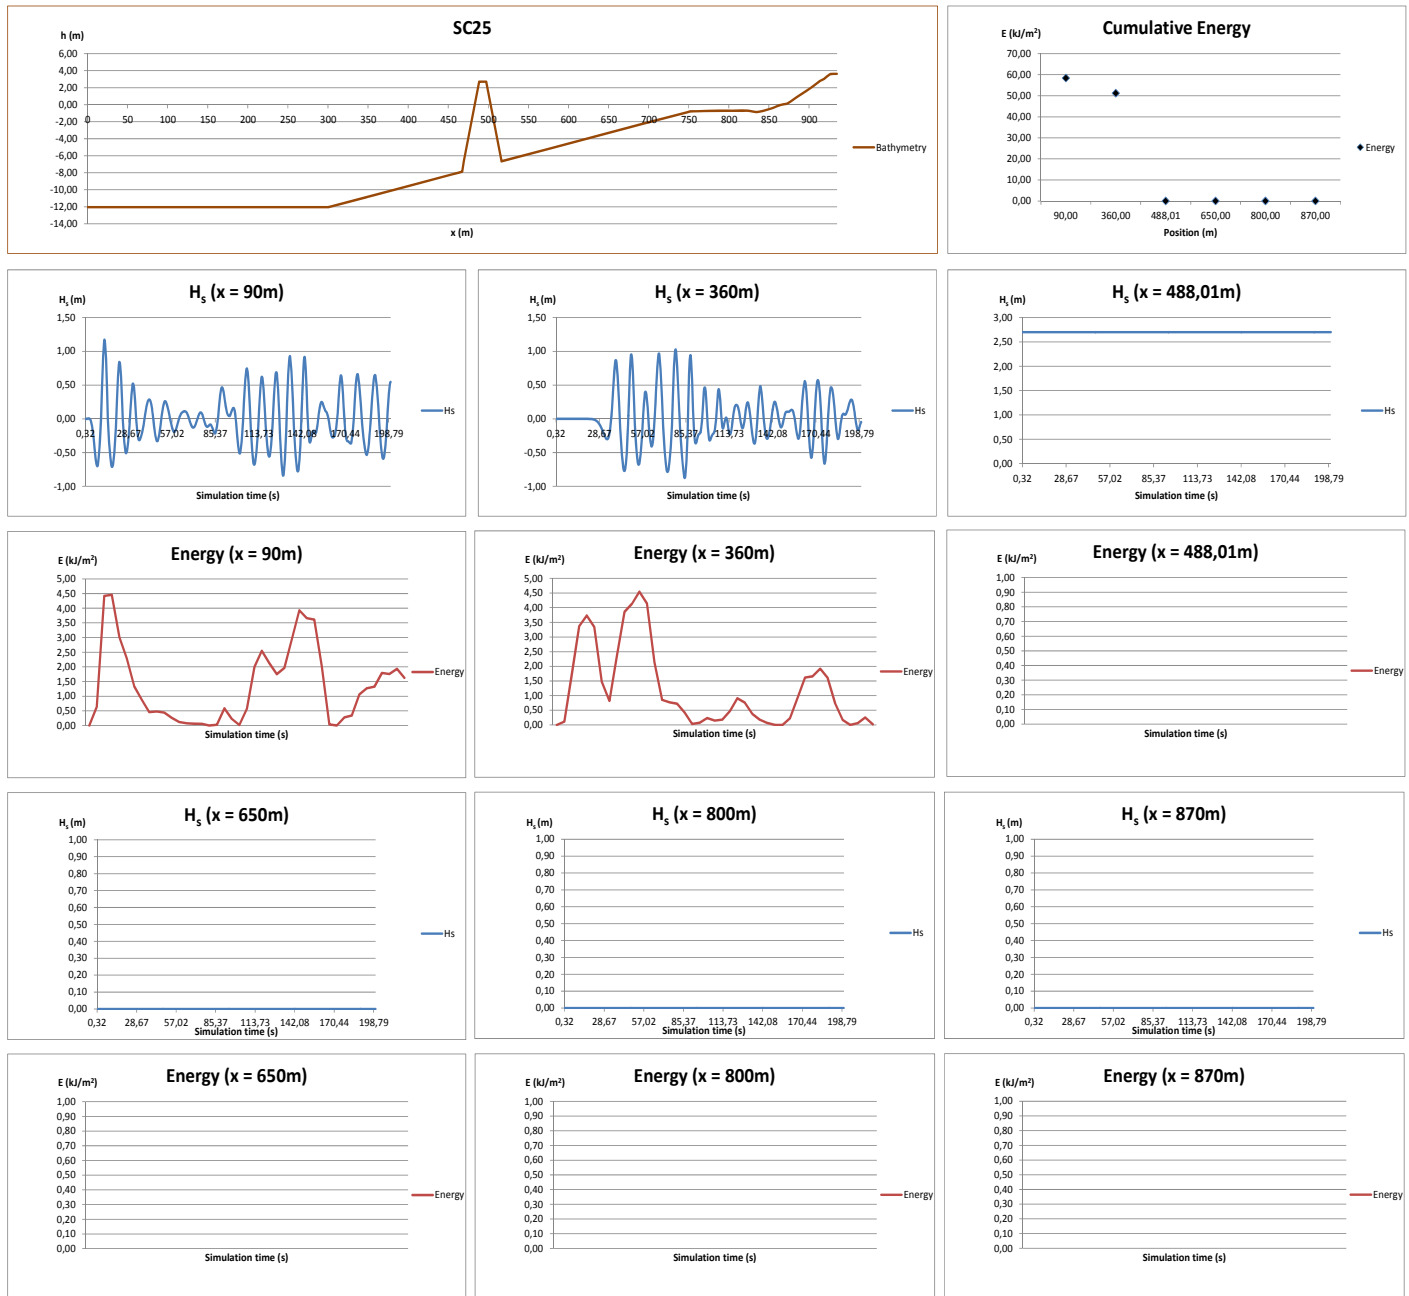 SC25
h (m)
6,00
4,00
2,00
0,00
-2,00
-4,00
-6,00
-8,00
-10,00
-12,00
-14,00
0 50 100 150 200 250 300 350 400 450 500 550 600 650 700 750 800 850 900
x (m)
Bathymetry
Cumulative Energy
E (kJ/m²)
70,00
60,00
50,00
40,00
30,00
20,00
10,00
0,00
90,00 360,00 488,01 650,00 800,00 870,00
Position (m)
Energy
Hs (x = 90m)
Hs (m)
1,50
1,00
0,50
0,00
-0,50
-1,00
0,32 28,67 57,02 85,37 113,73 142,08 170,44 198,79
Simulation time (s)
Hs
Hs (x = 360m)
Hs (m)
1,50
1,00
0,50
0,00
-0,50
-1,00
0,32 28,67 57,02 85,37 113,73 142,08 170,44 198,79
Simulation time (s)
Hs
Hs (x = 488,01m)
Hs (m)
3,00
2,50
2,00
1,50
1,00
0,50
0,00
0,32 28,67 57,02 85,37 113,73 142,08 170,44 198,79
Simulation time (s)
Hs
Energy (x = 90m)
E (kJ/m²)
5,00
4,50
4,00
3,50
3,00
2,50
2,00
1,50
1,00
0,50
0,00
Simulation time (s)
Energy
Energy (x = 360m)
E (kJ/m²)
5,00
4,50
4,00
3,50
3,00
2,50
2,00
1,50
1,00
0,50
0,00
Simulation time (s)
Energy
Energy (x = 488,01m)
E (kJ/m²)
1,00
0,90
0,80
0,70
0,60
0,50
0,40
0,30
0,20
0,10
0,00
Simulation time (s)
Energy
Hs (x = 650m)
Hs (m)
1,00
0,90
0,80
0,70
0,60
0,50
0,40
0,30
0,20
0,10
0,00
0,32 28,67 57,02 85,37 113,73 142,08 170,44 198,79
Simulation time (s)
Hs
Hs (x = 800m)
Hs (m)
1,00
0,90
0,80
0,70
0,60
0,50
0,40
0,30
0,20
0,10
0,00
0,32 28,67 57,02 85,37 113,73 142,08 170,44 198,79
Simulation time (s)
Hs
Hs (x = 870m)
Hs (m)
1,00
0,90
0,80
0,70
0,60
0,50
0,40
0,30
0,20
0,10
0,00
0,32 28,67 57,02 85,37 113,73 142,08 170,44 198,79
Simulation time (s)
Hs
Energy (x = 650m)
E (kJ/m²)
1,00
0,90
0,80
0,70
0,60
0,50
0,40
0,30
0,20
0,10
0,00
Simulation time (s)
Energy
Energy (x = 800m)
E (kJ/m²)
1,00
0,90
0,80
0,70
0,60
0,50
0,40
0,30
0,20
0,10
0,00
Simulation time (s)
Energy
Energy (x = 870m)
E (kJ/m²)
1,00
0,90
0,80
0,70
0,60
0,50
0,40
0,30
0,20
0,10
0,00
Simulation time (s)
Energy